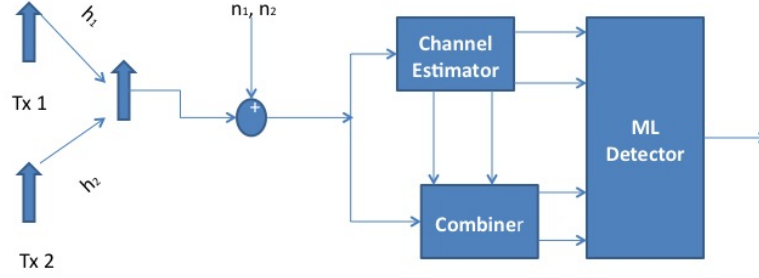 h₁
n₁, n₂
Channel
Estimator
+
Tx 1
ML
Detector
h₂
Combiner
Tx 2